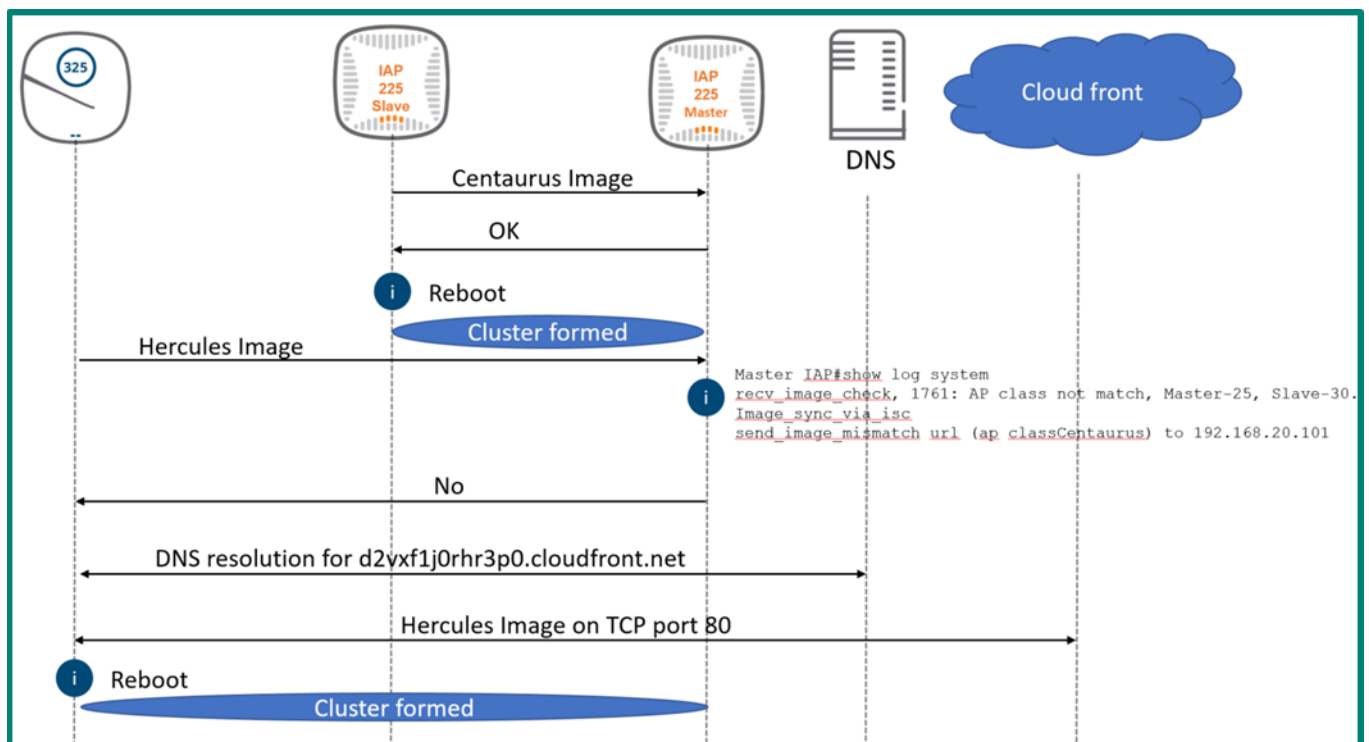 325
IAP
225
Slave
IAP
225
Master
DNS
Cloud front
Centaurus Image
OK
i
Reboot
Cluster formed
Hercules Image
i
Master IAP#show log system
recv_image_check, 1761: AP class not match, Master-25, Slave-30.
Image_sync_via_isc
send_image_mismatch url (ap classCentaurus) to 192.168.20.101
No
DNS resolution for d2vxf1j0rhr3p0.cloudfront.net
Hercules Image on TCP port 80
i
Reboot
Cluster formed